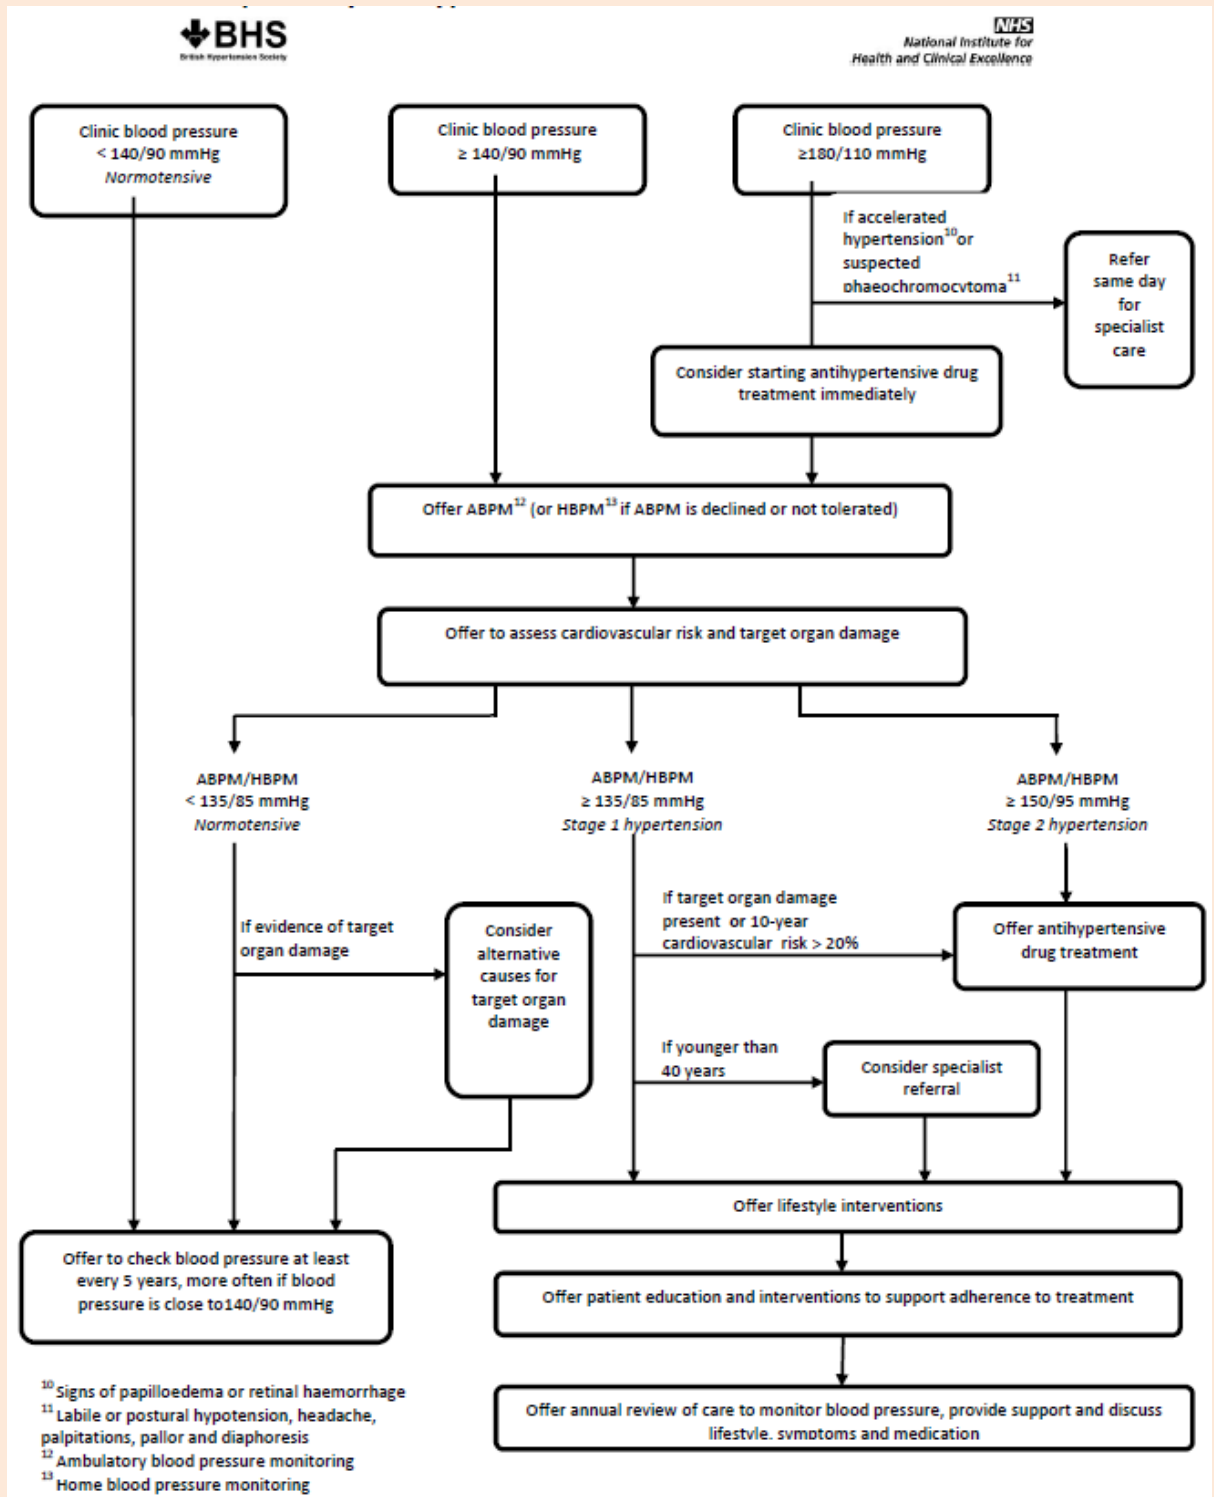 BHS
British Hypertension Society
NHS
National Institute for
Health and Clinical Excellence
Clinic blood pressure
< 140/90 mmHg
Normotensive
Clinic blood pressure
≥ 140/90 mmHg
Clinic blood pressure
≥180/110 mmHg
If accelerated
hypertension10or
suspected
phaeochromocytoma11
Refer
same day
for
specialist
care
Consider starting antihypertensive drug
treatment immediately
Offer ABPM12 (or HBPM13 if ABPM is declined or not tolerated)
Offer to assess cardiovascular risk and target organ damage
ABPM/HBPM
< 135/85 mmHg
Normotensive
ABPM/HBPM
≥ 135/85 mmHg
Stage 1 hypertension
ABPM/HBPM
≥ 150/95 mmHg
Stage 2 hypertension
If evidence of target
organ damage
Consider
alternative
causes for
target organ
damage
If target organ damage
present or 10-year
cardiovascular risk > 20%
Offer antihypertensive
drug treatment
If younger than
40 years
Consider specialist
referral
Offer lifestyle interventions
Offer to check blood pressure at least
every 5 years, more often if blood
pressure is close to140/90 mmHg
Offer patient education and interventions to support adherence to treatment
Offer annual review of care to monitor blood pressure, provide support and discuss
lifestyle, symptoms and medication
10 Signs of papilloedema or retinal haemorrhage
11 Labile or postural hypotension, headache,
palpitations, pallor and diaphoresis
12 Ambulatory blood pressure monitoring
13 Home blood pressure monitoring